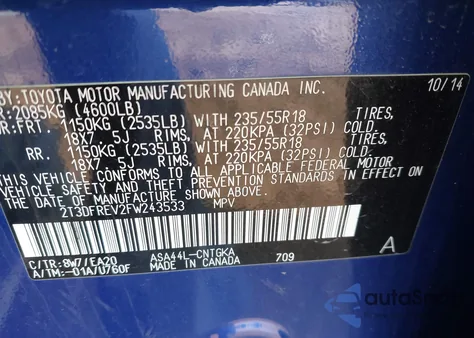 BY: TOYOTA MOTOR MANUFACTURING CANADA INC. 10/14
R: 2085KG (4600LB)
R: FRT. 1150KG (2535LB) WITH 235/55R18 TIRES,
18X7 5J RIMS, AT 220KPA (32PSI) COLD.
RR. 1150KG (2535LB) WITH 235/55R18 TIRES,
18X7 5J RIMS, AT 220KPA (32PSI) COLD.
THIS VEHICLE CONFORMS TO ALL APPLICABLE FEDERAL MOTOR
VEHICLE SAFETY AND THEFT PREVENTION STANDARDS IN EFFECT ON
THE DATE OF MANUFACTURE SHOWN ABOVE.
2T3DFREV2FW243533 MPV
C/TR: 8W7/EA20 ASA44L-CNTGKA A
A/TM: -01A/U760F MADE IN CANADA 709